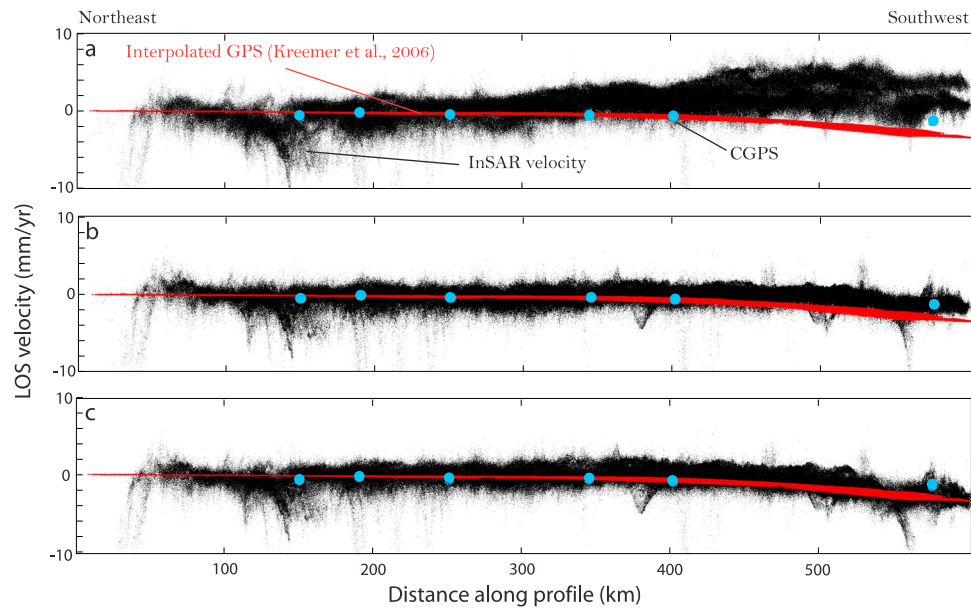 Northeast Southwest
10
a
Interpolated GPS (Kreemer et al., 2006)
0
InSAR velocity
CGPS
-10
10
b
0
-10
10
c
0
-10
LOS velocity (mm/yr)
100 200 300 400 500
Distance along profile (km)